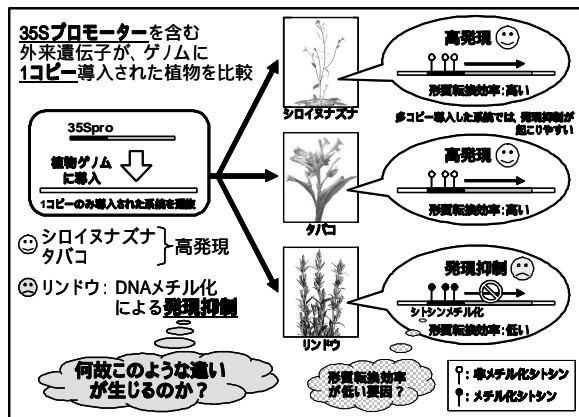 35Sプロモーターを含む
外来遺伝子が、ゲノムに
1コピー導入された植物を比較
35Spro
植物ゲノム
に導入
1コピーのみ導入された系統を選抜
シロイヌナズナ
タバコ
高発現
リンドウ: DNAメチル化
による発現抑制
何故このような違い
が生じるのか?
シロイヌナズナ
高発現
形質転換効率:高い
多コピー導入した系統では、発現抑制が
起こりやすい
タバコ
高発現
形質転換効率:高い
リンドウ
発現抑制
シトシンメチル化
形質転換効率:低い
形質転換効率
が低い要因?
:非メチル化シトシン
:メチル化シトシン